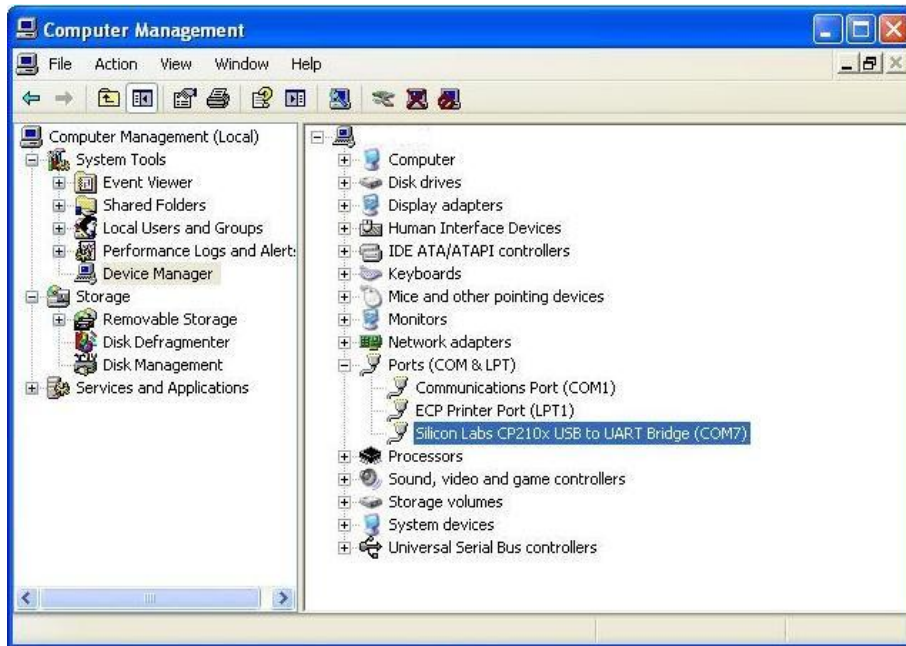 Computer Management
File Action View Window Help
Computer Management (Local)
System Tools
Event Viewer
Shared Folders
Local Users and Groups
Performance Logs and Alert
Device Manager
Storage
Removable Storage
Disk Defragmenter
Disk Management
Services and Applications
Computer
Disk drives
Display adapters
Human Interface Devices
IDE ATA/ATAPI controllers
Keyboards
Mice and other pointing devices
Monitors
Network adapters
Ports (COM & LPT)
Communications Port (COM1)
ECP Printer Port (LPT1)
Silicon Labs CP210x USB to UART Bridge (COM7)
Processors
Sound, video and game controllers
Storage volumes
System devices
Universal Serial Bus controllers